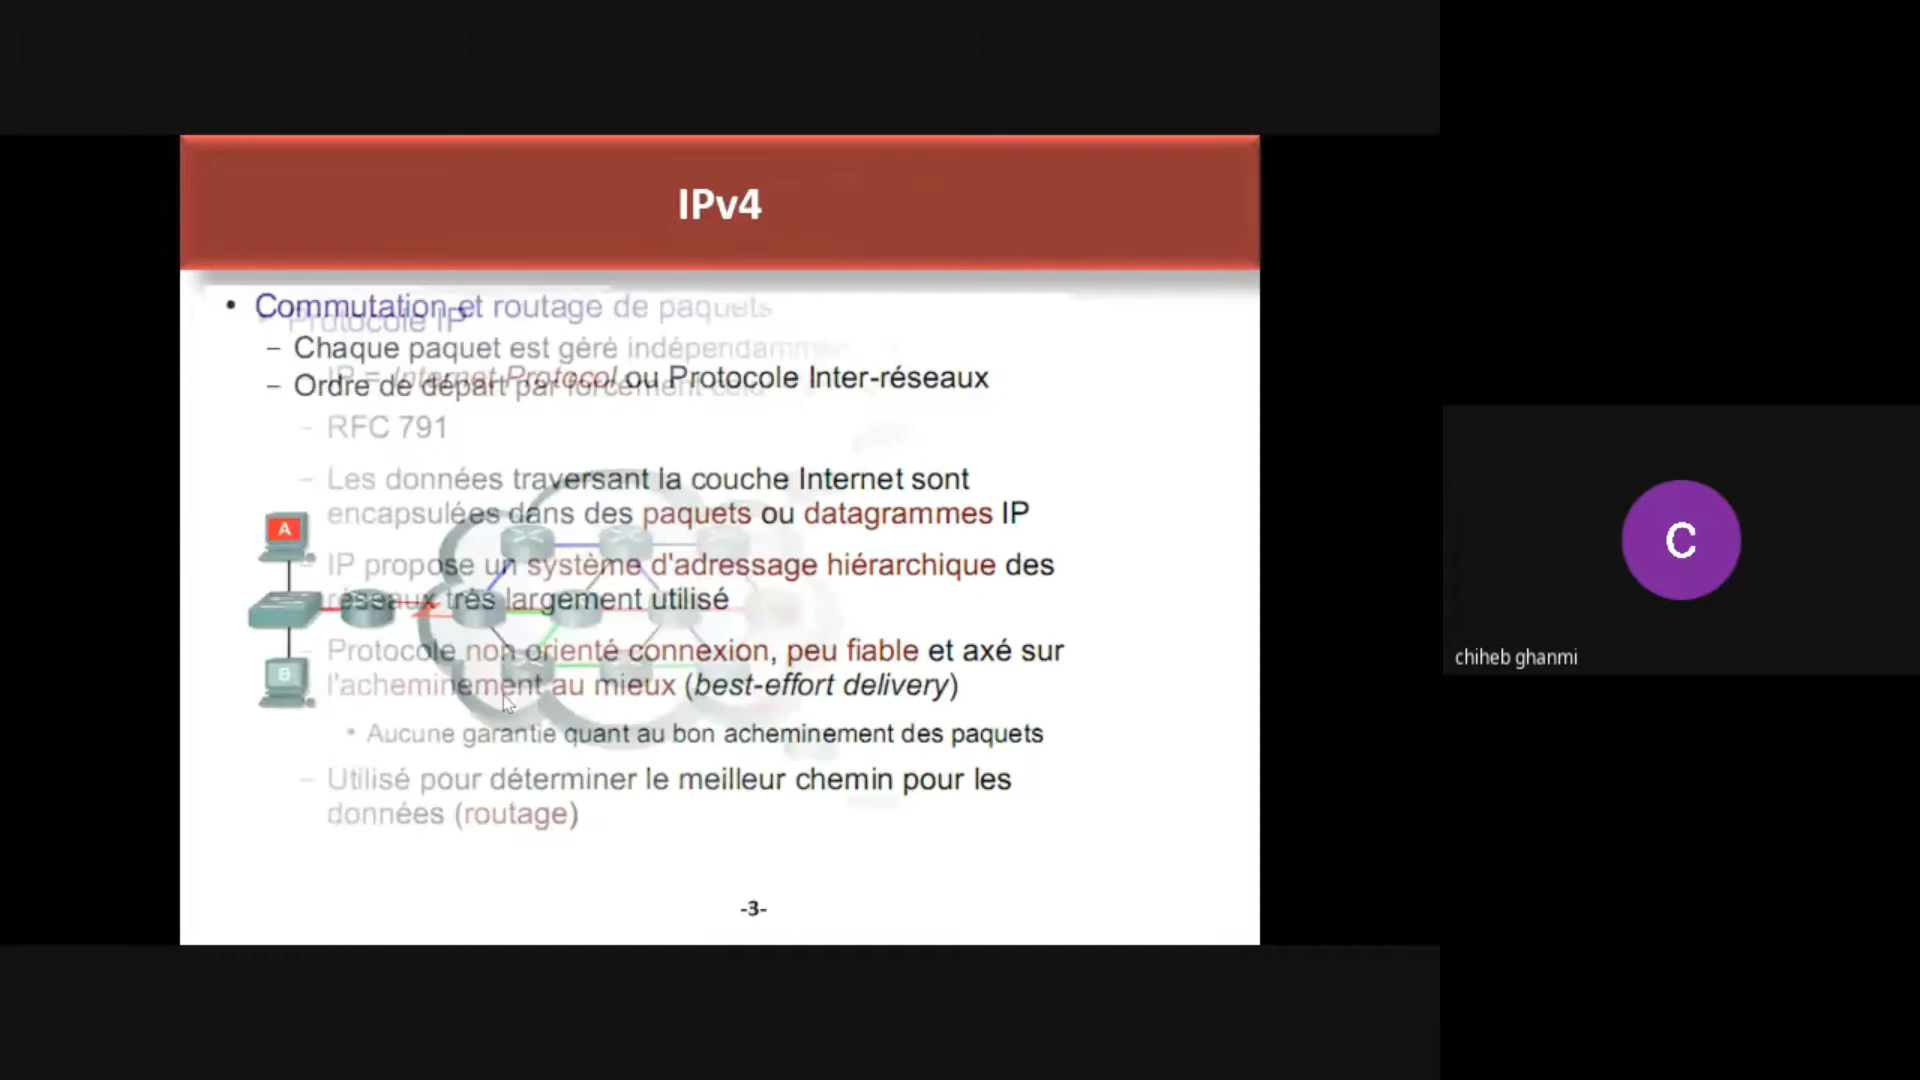 IPv4
• Commutation et routage de paquets
– Chaque paquet est géré indépendamment
– Ordre de départ pas forcément celui
Protocole IP
IP = Internet Protocol ou Protocole Inter-réseaux
– RFC 791
– Les données traversant la couche Internet sont
encapsulées dans des paquets ou datagrammes IP
– IP propose un système d'adressage hiérarchique des
réseaux très largement utilisé
– Protocole non orienté connexion, peu fiable et axé sur
l'acheminement au mieux (best-effort delivery)
• Aucune garantie quant au bon acheminement des paquets
– Utilisé pour déterminer le meilleur chemin pour les
données (routage)
A
B
-3-
C
chiheb ghanmi